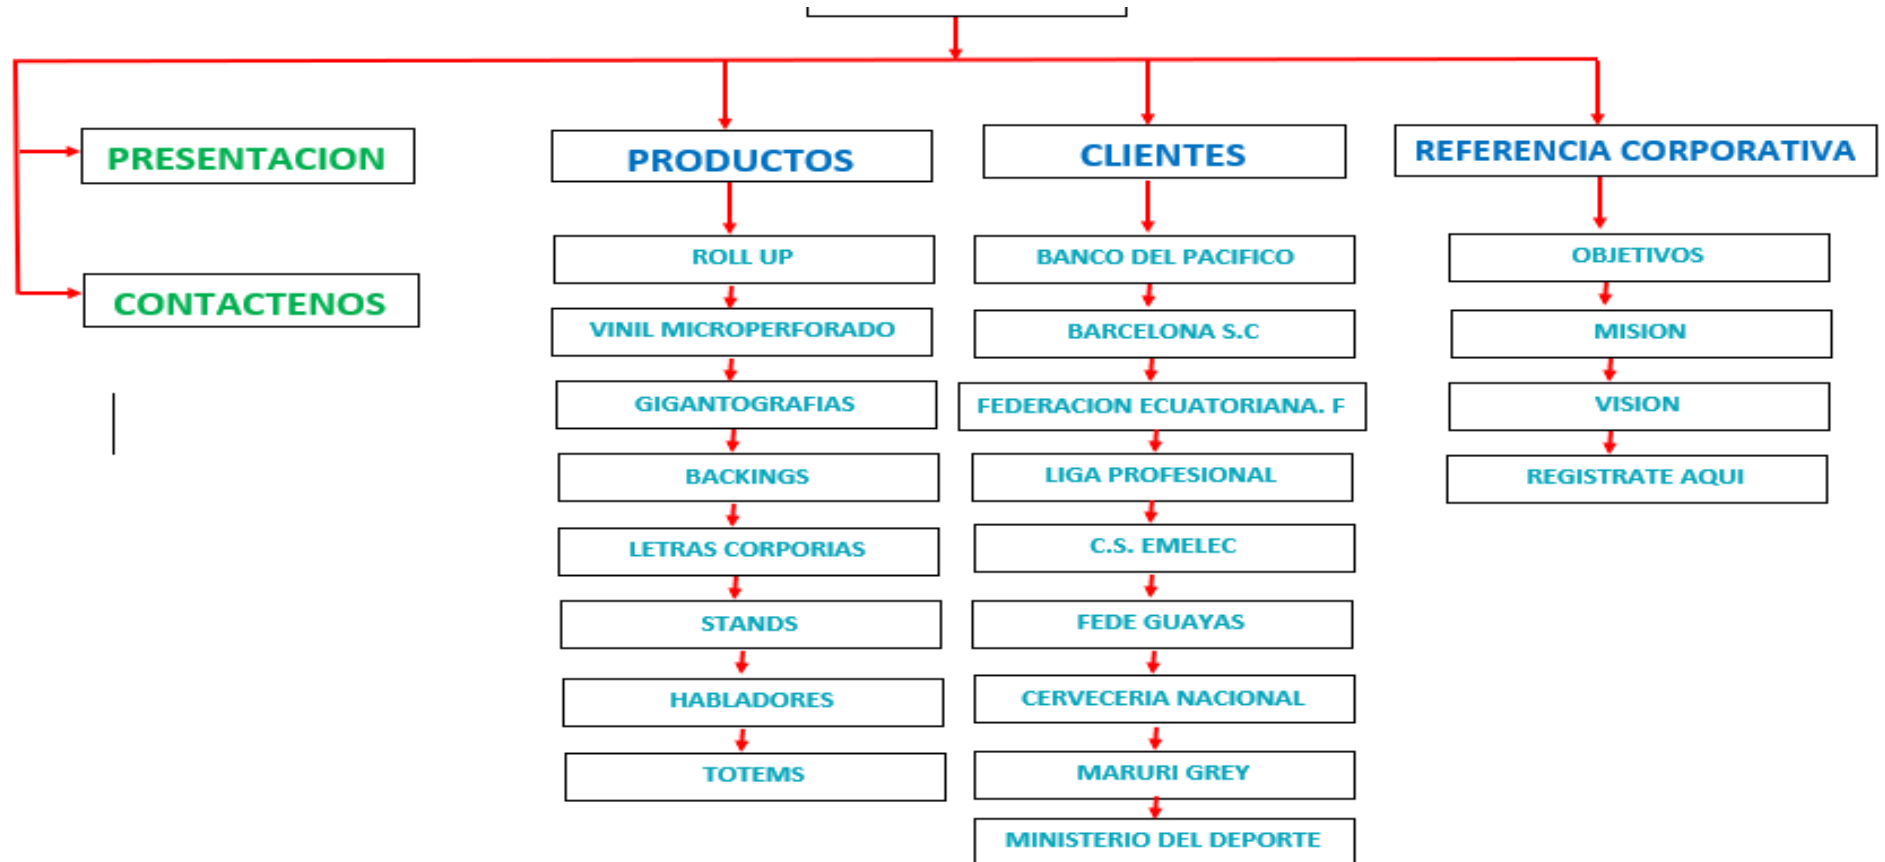 PRESENTACION
CONTACTENOS
PRODUCTOS
ROLL UP
VINIL MICROPERFORADO
GIGANTOGRAFIAS
BACKINGS
LETRAS CORPORIAS
STANDS
HABLADORES
TOTEMS
CLIENTES
BANCO DEL PACIFICO
BARCELONA S.C
FEDERACION ECUATORIANA. F
LIGA PROFESIONAL
C.S. EMELEC
FEDE GUAYAS
CERVECERIA NACIONAL
MARURI GREY
MINISTERIO DEL DEPORTE
REFERENCIA CORPORATIVA
OBJETIVOS
MISION
VISION
REGISTRATE AQUI